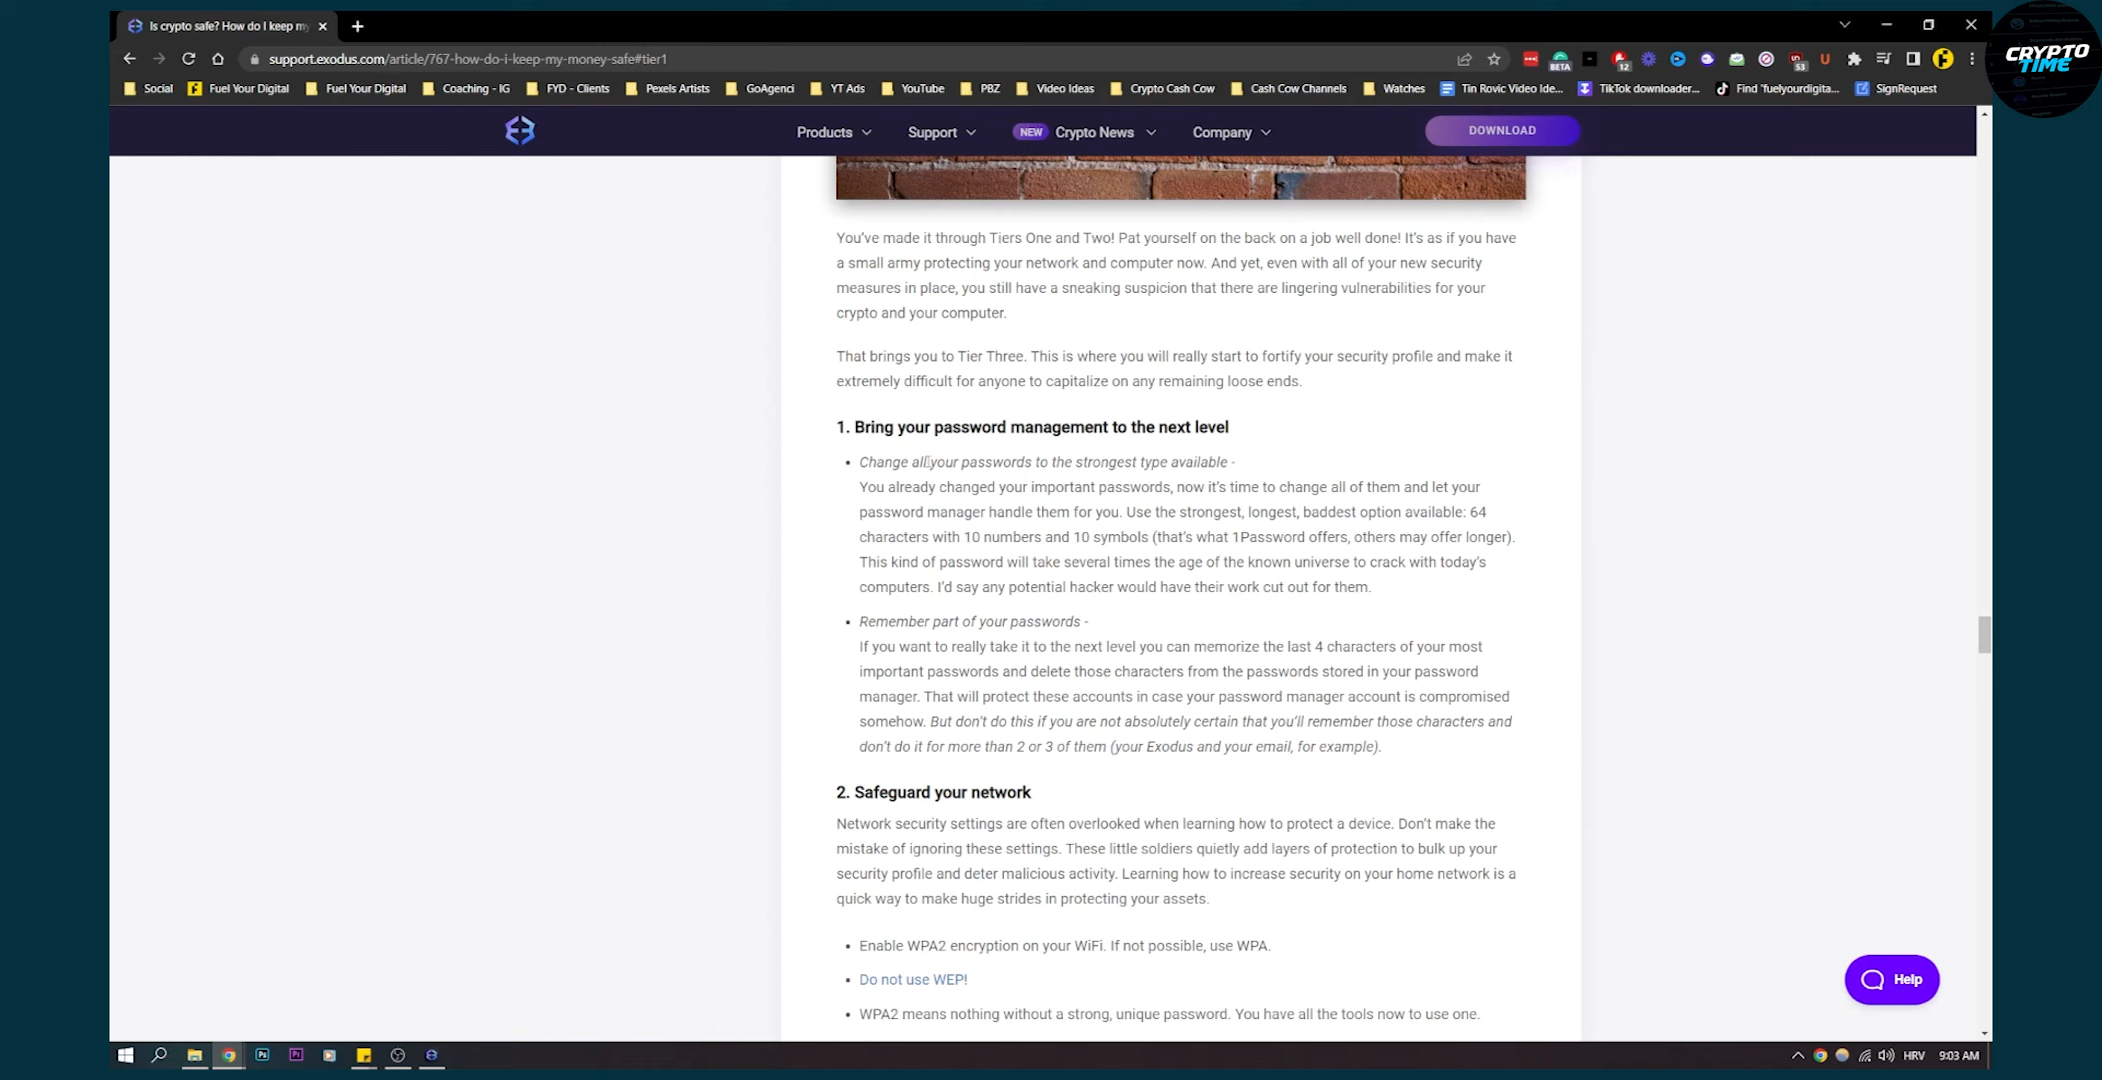 Is crypto safe? How do I keep my
CRYPTO
TIME
support.exodus.com/article/767-how-do-i-keep-my-money-safe#tier1
BETA
12
53
Social
Fuel Your Digital
Fuel Your Digital
Coaching - IG
FYD - Clients
Pexels Artists
GoAgenci
YT Ads
YouTube
PBZ
Video Ideas
Crypto Cash Cow
Cash Cow Channels
Watches
Tin Rovic Video Ide...
TikTok downloader...
Find 'fuelyourdigita...
SignRequest
Products
Support
NEW Crypto News
Company
DOWNLOAD
You've made it through Tiers One and Two! Pat yourself on the back on a job well done! It's as if you have
a small army protecting your network and computer now. And yet, even with all of your new security
measures in place, you still have a sneaking suspicion that there are lingering vulnerabilities for your
crypto and your computer.
That brings you to Tier Three. This is where you will really start to fortify your security profile and make it
extremely difficult for anyone to capitalize on any remaining loose ends.
1. Bring your password management to the next level
• Change all your passwords to the strongest type available -
You already changed your important passwords, now it's time to change all of them and let your
password manager handle them for you. Use the strongest, longest, baddest option available: 64
characters with 10 numbers and 10 symbols (that's what 1Password offers, others may offer longer).
This kind of password will take several times the age of the known universe to crack with today's
computers. I'd say any potential hacker would have their work cut out for them.
• Remember part of your passwords -
If you want to really take it to the next level you can memorize the last 4 characters of your most
important passwords and delete those characters from the passwords stored in your password
manager. That will protect these accounts in case your password manager account is compromised
somehow. But don't do this if you are not absolutely certain that you'll remember those characters and
don't do it for more than 2 or 3 of them (your Exodus and your email, for example).
2. Safeguard your network
Network security settings are often overlooked when learning how to protect a device. Don't make the
mistake of ignoring these settings. These little soldiers quietly add layers of protection to bulk up your
security profile and deter malicious activity. Learning how to increase security on your home network is a
quick way to make huge strides in protecting your assets.
• Enable WPA2 encryption on your WiFi. If not possible, use WPA.
• Do not use WEP!
• WPA2 means nothing without a strong, unique password. You have all the tools now to use one.
Help
Ps
Pr
HRV
9:03 AM